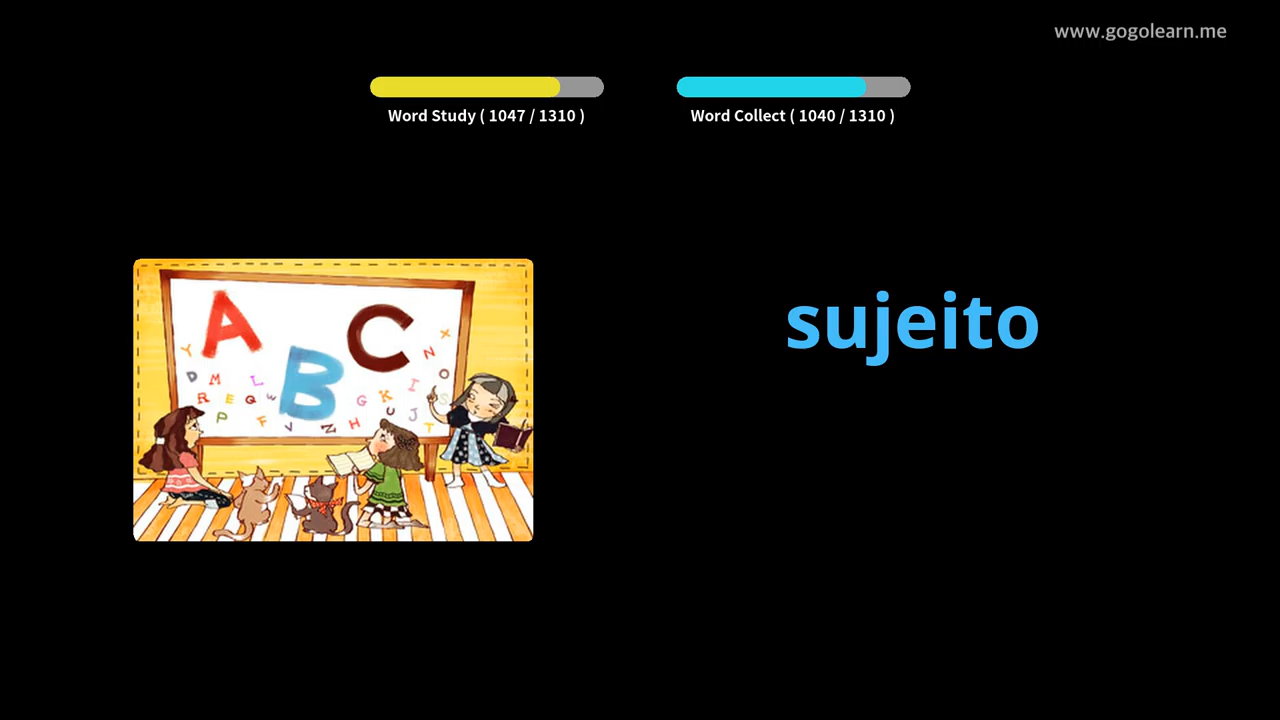 www.gogolearn.me
Word Study ( 1047 / 1310 )
Word Collect ( 1040 / 1310 )
A
B
C
Y
X
N
D
M
L
O
R
E
Q
W
I
G
K
S
P
F
V
Z
H
U
J
T
sujeito